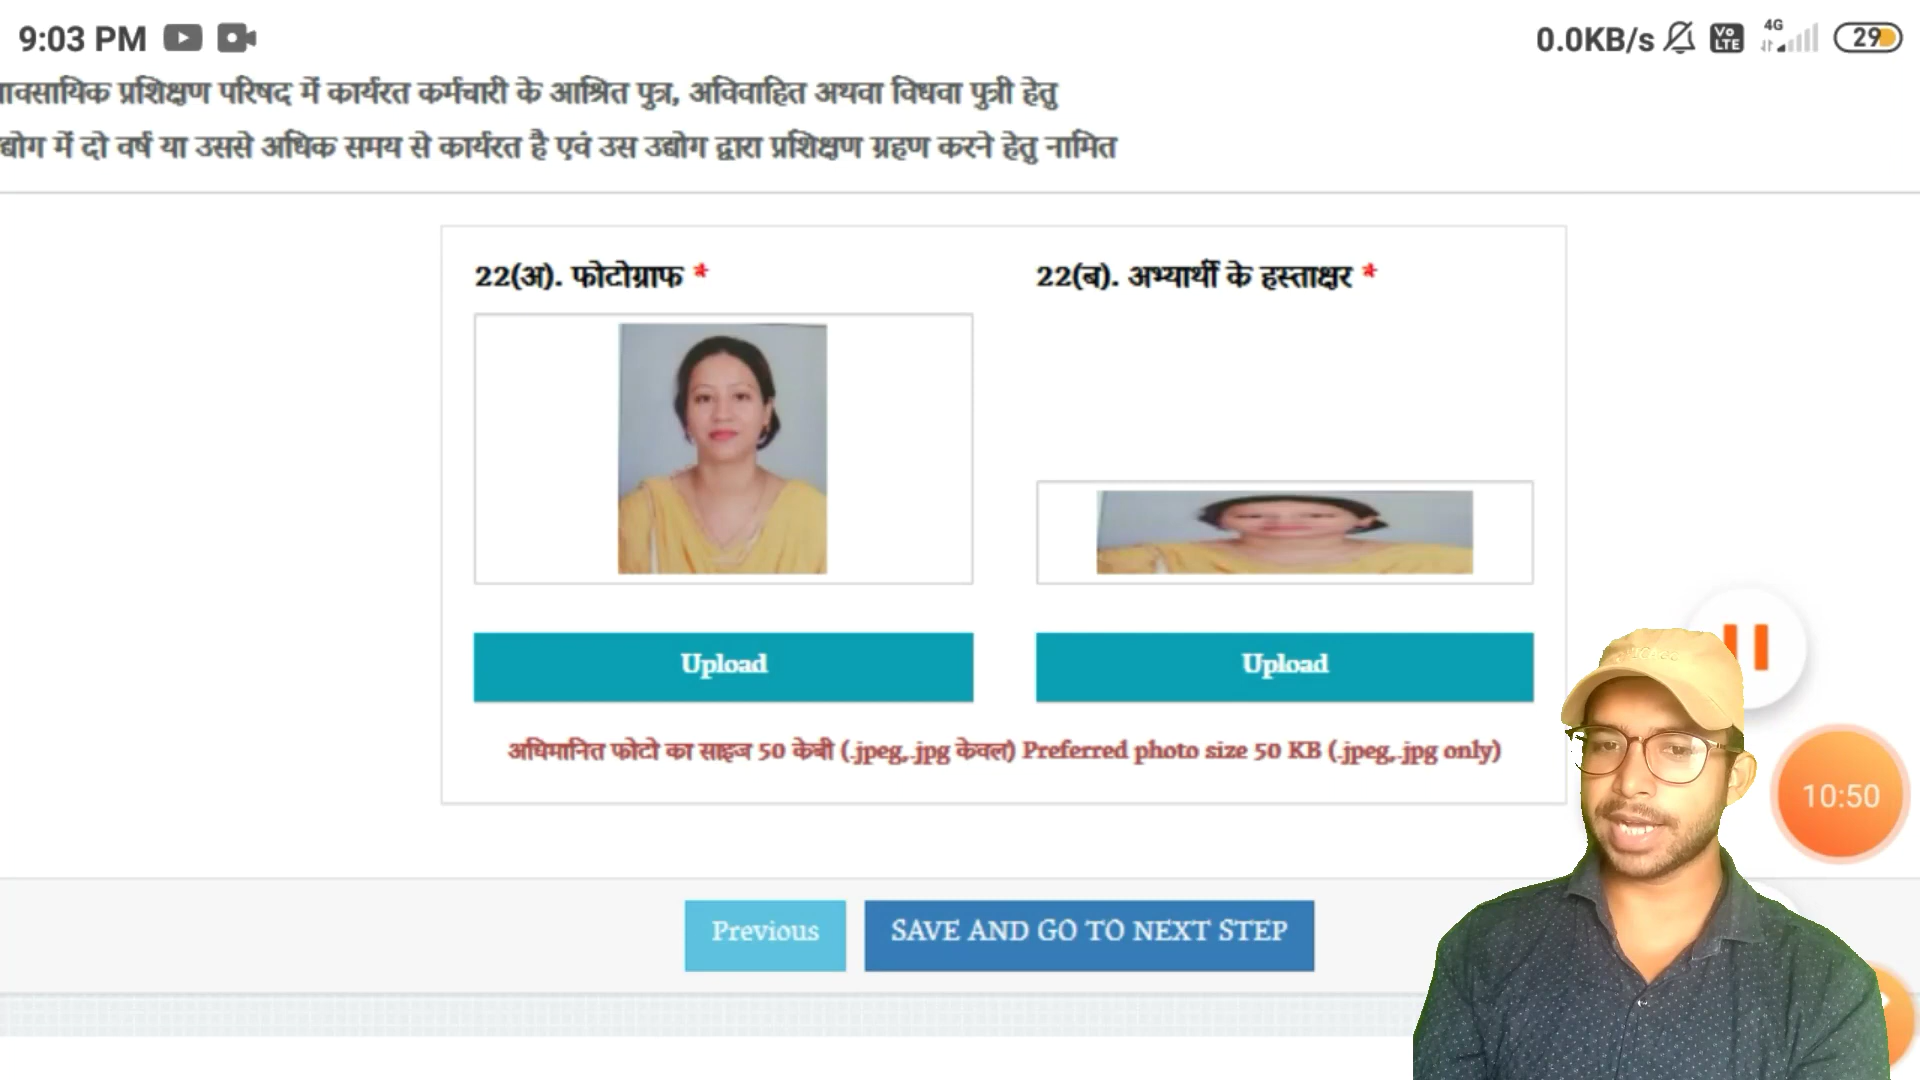 9:03 PM
0.0KB/s
Vo LTE
4G
29
ावसायिक प्रशिक्षण परिषद में कार्यरत कर्मचारी के आश्रित पुत्र, अविवाहित अथवा विधवा पुत्री हेतु
द्योग में दो वर्ष या उससे अधिक समय से कार्यरत है एवं उस उद्योग द्वारा प्रशिक्षण ग्रहण करने हेतु नामित
22(अ). फोटोग्राफ *
22(ब). अभ्यार्थी के हस्ताक्षर *
Upload
Upload
अधिमानित फोटो का साइज 50 केबी (.jpeg,.jpg केवल) Preferred photo size 50 KB (.jpeg,.jpg only)
10:50
Previous
SAVE AND GO TO NEXT STEP